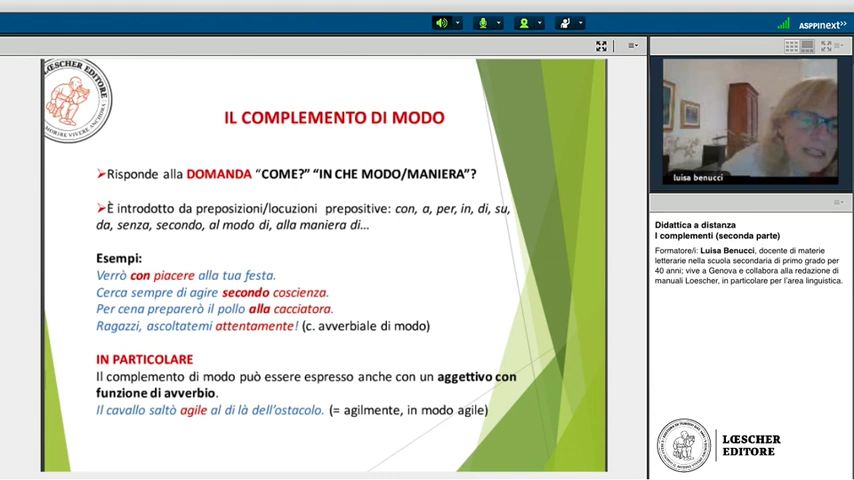 ASPPInext>>
LŒSCHER EDITORE
MORIRE VIVERE ANCHORA
IL COMPLEMENTO DI MODO
➤Risponde alla DOMANDA “COME?” “IN CHE MODO/MANIERA”?
➤È introdotto da preposizioni/locuzioni prepositive: con, a, per, in, di, su,
da, senza, secondo, al modo di, alla maniera di…
Esempi:
Verrò con piacere alla tua festa.
Cerca sempre di agire secondo coscienza.
Per cena preparerò il pollo alla cacciatora.
Ragazzi, ascoltatemi attentamente! (c. avverbiale di modo)
IN PARTICOLARE
Il complemento di modo può essere espresso anche con un aggettivo con
funzione di avverbio.
Il cavallo saltò agile al di là dell’ostacolo. (= agilmente, in modo agile)
luisa benucci
Didattica a distanza
I complementi (seconda parte)
Formatore/i: Luisa Benucci, docente di materie
letterarie nella scuola secondaria di primo grado per
40 anni; vive a Genova e collabora alla redazione di
manuali Loescher, in particolare per l'area linguistica.
LŒSCHER
EDITORE